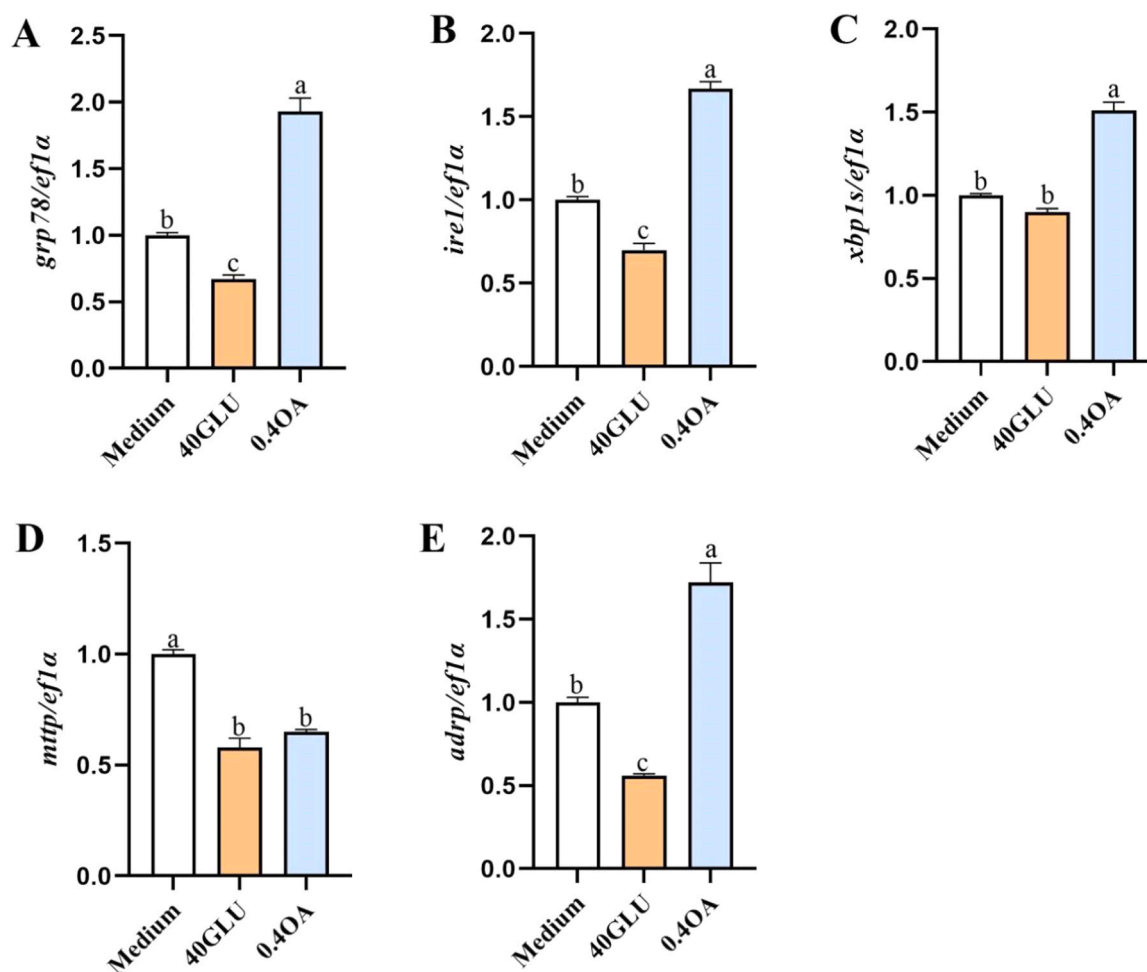 A
grp78/ef1α
2.5
2.0
1.5
1.0
0.5
0.0
b
c
a
Medium
40GLU
0.4OA
B
ire1/ef1α
2.0
1.5
1.0
0.5
0.0
b
c
a
Medium
40GLU
0.4OA
C
xbp1s/ef1α
2.0
1.5
1.0
0.5
0.0
b
b
a
Medium
40GLU
0.4OA
D
mttp/ef1α
1.5
1.0
0.5
0.0
a
b
b
Medium
40GLU
0.4OA
E
adrp/ef1α
2.0
1.5
1.0
0.5
0.0
b
c
a
Medium
40GLU
0.4OA